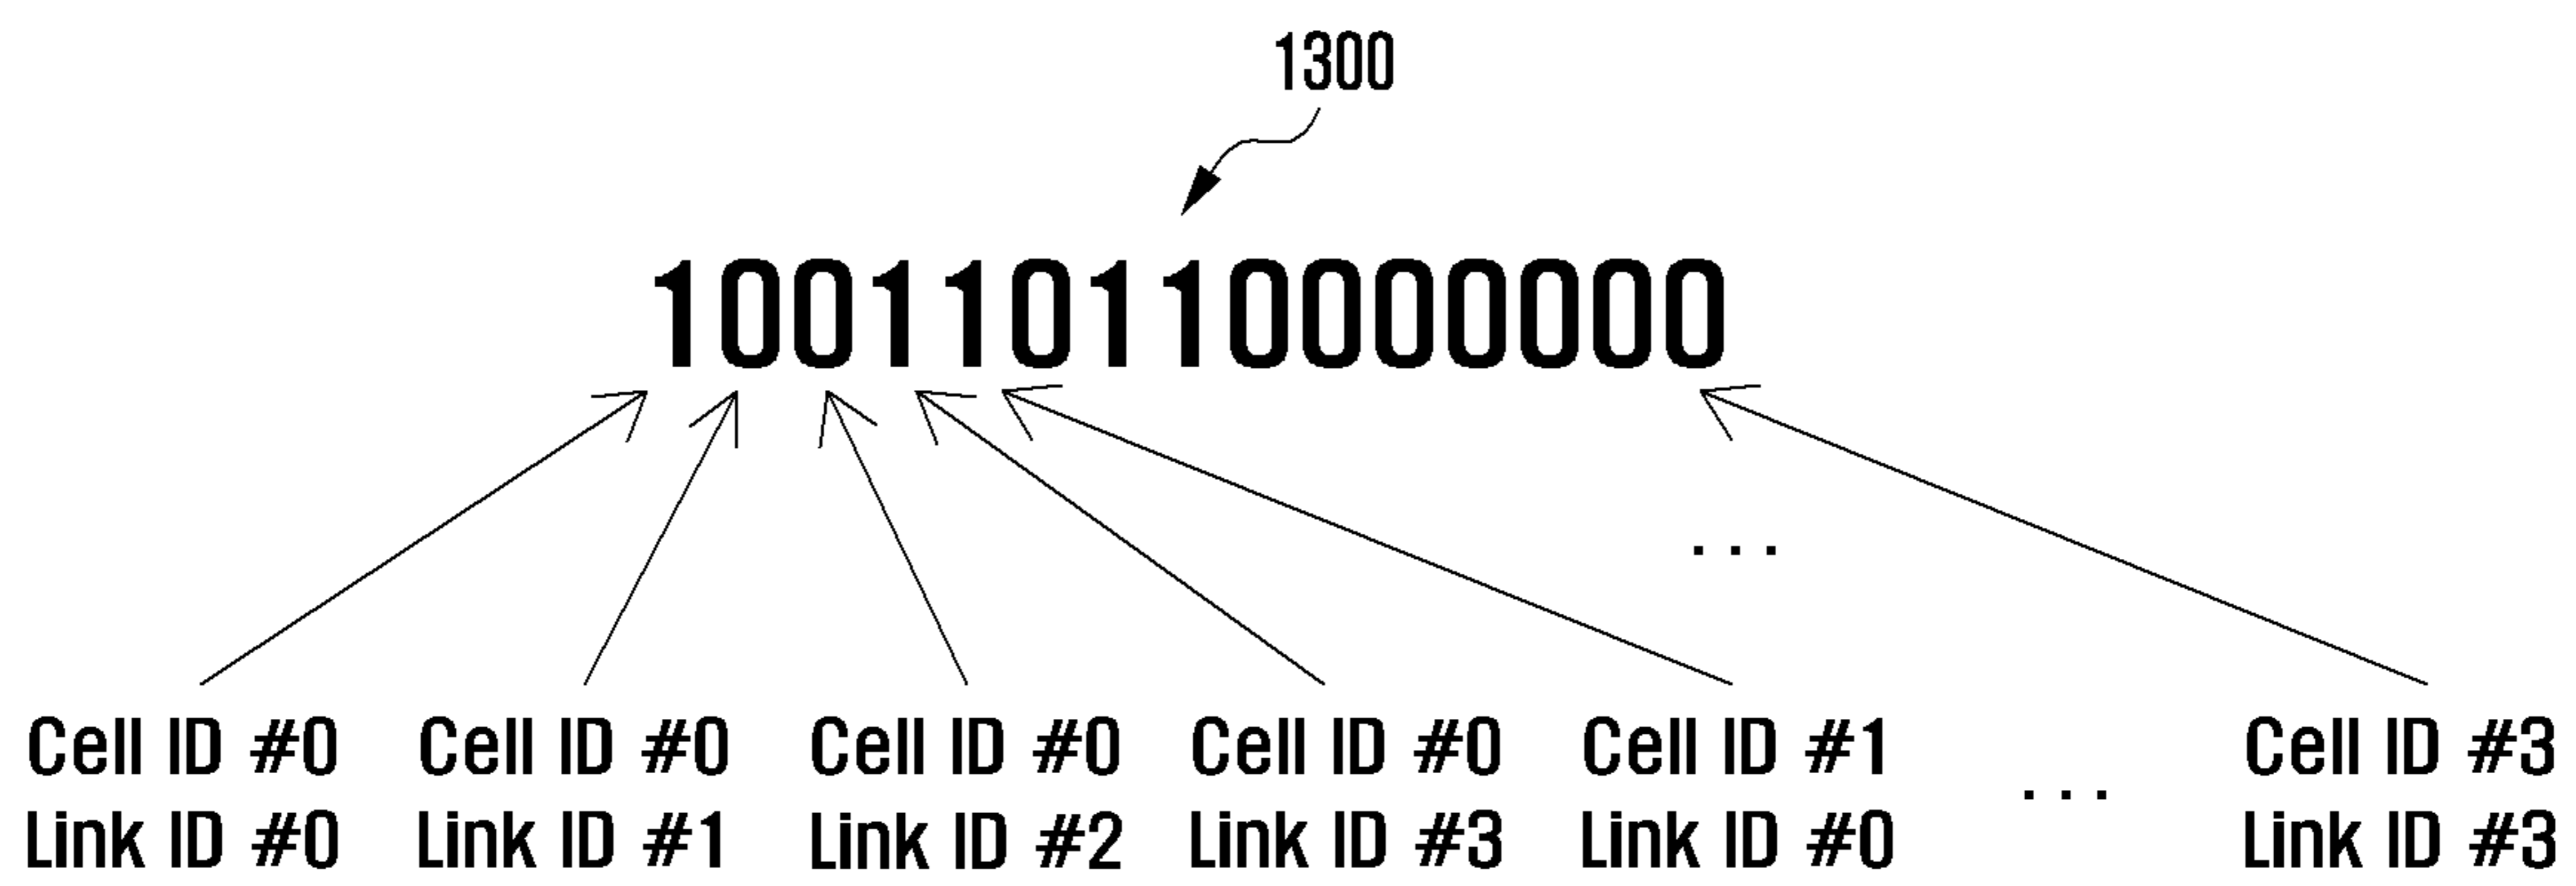 1300
100110110000000
...
Cell ID #0 Cell ID #0 Cell ID #0 Cell ID #0 Cell ID #1 ... Cell ID #3
Link ID #0 Link ID #1 Link ID #2 Link ID #3 Link ID #0 Link ID #3